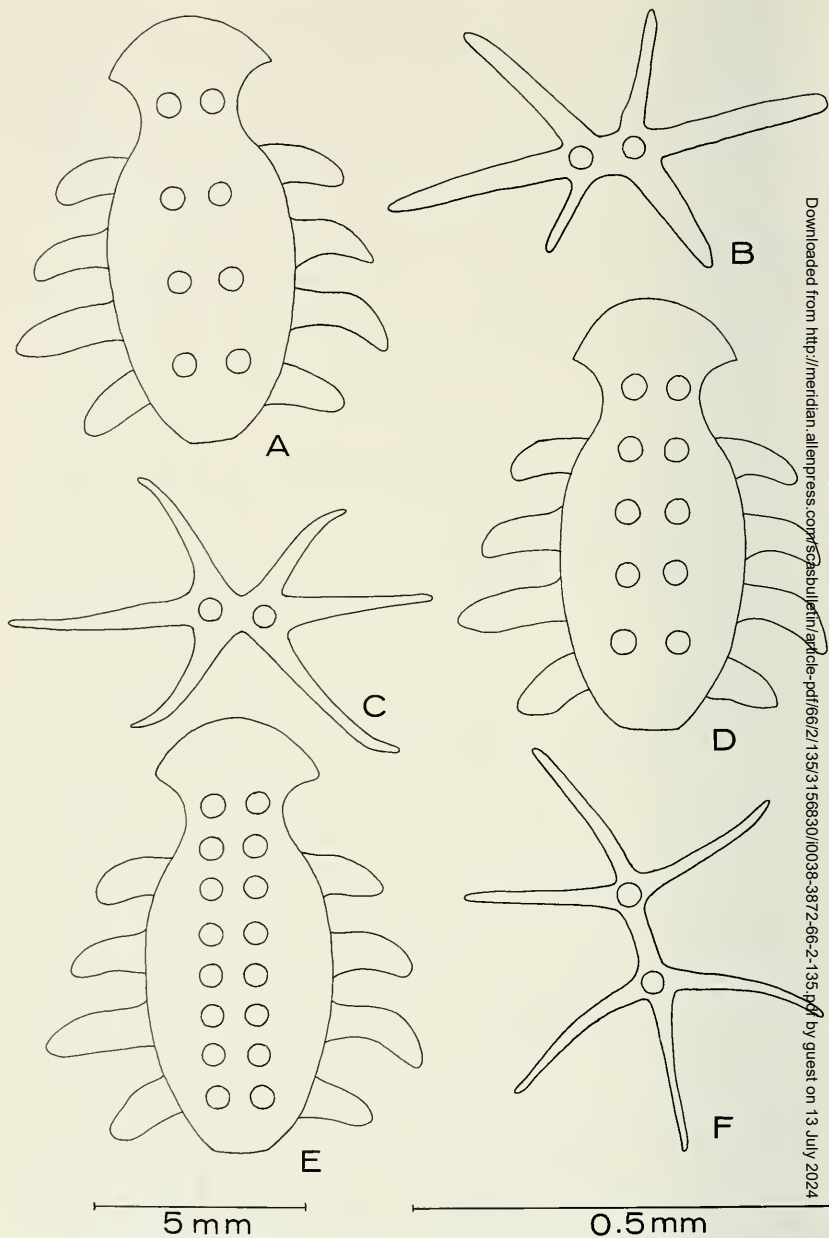 A
B
C
D
E
F
5 mm
0.5 mm
Downloaded from http://meridian.allenpress.com/scasbulletin/article-pdf/66/2/135/3156830/i0038-3872-66-2-135.pdf by guest on 13 July 2024